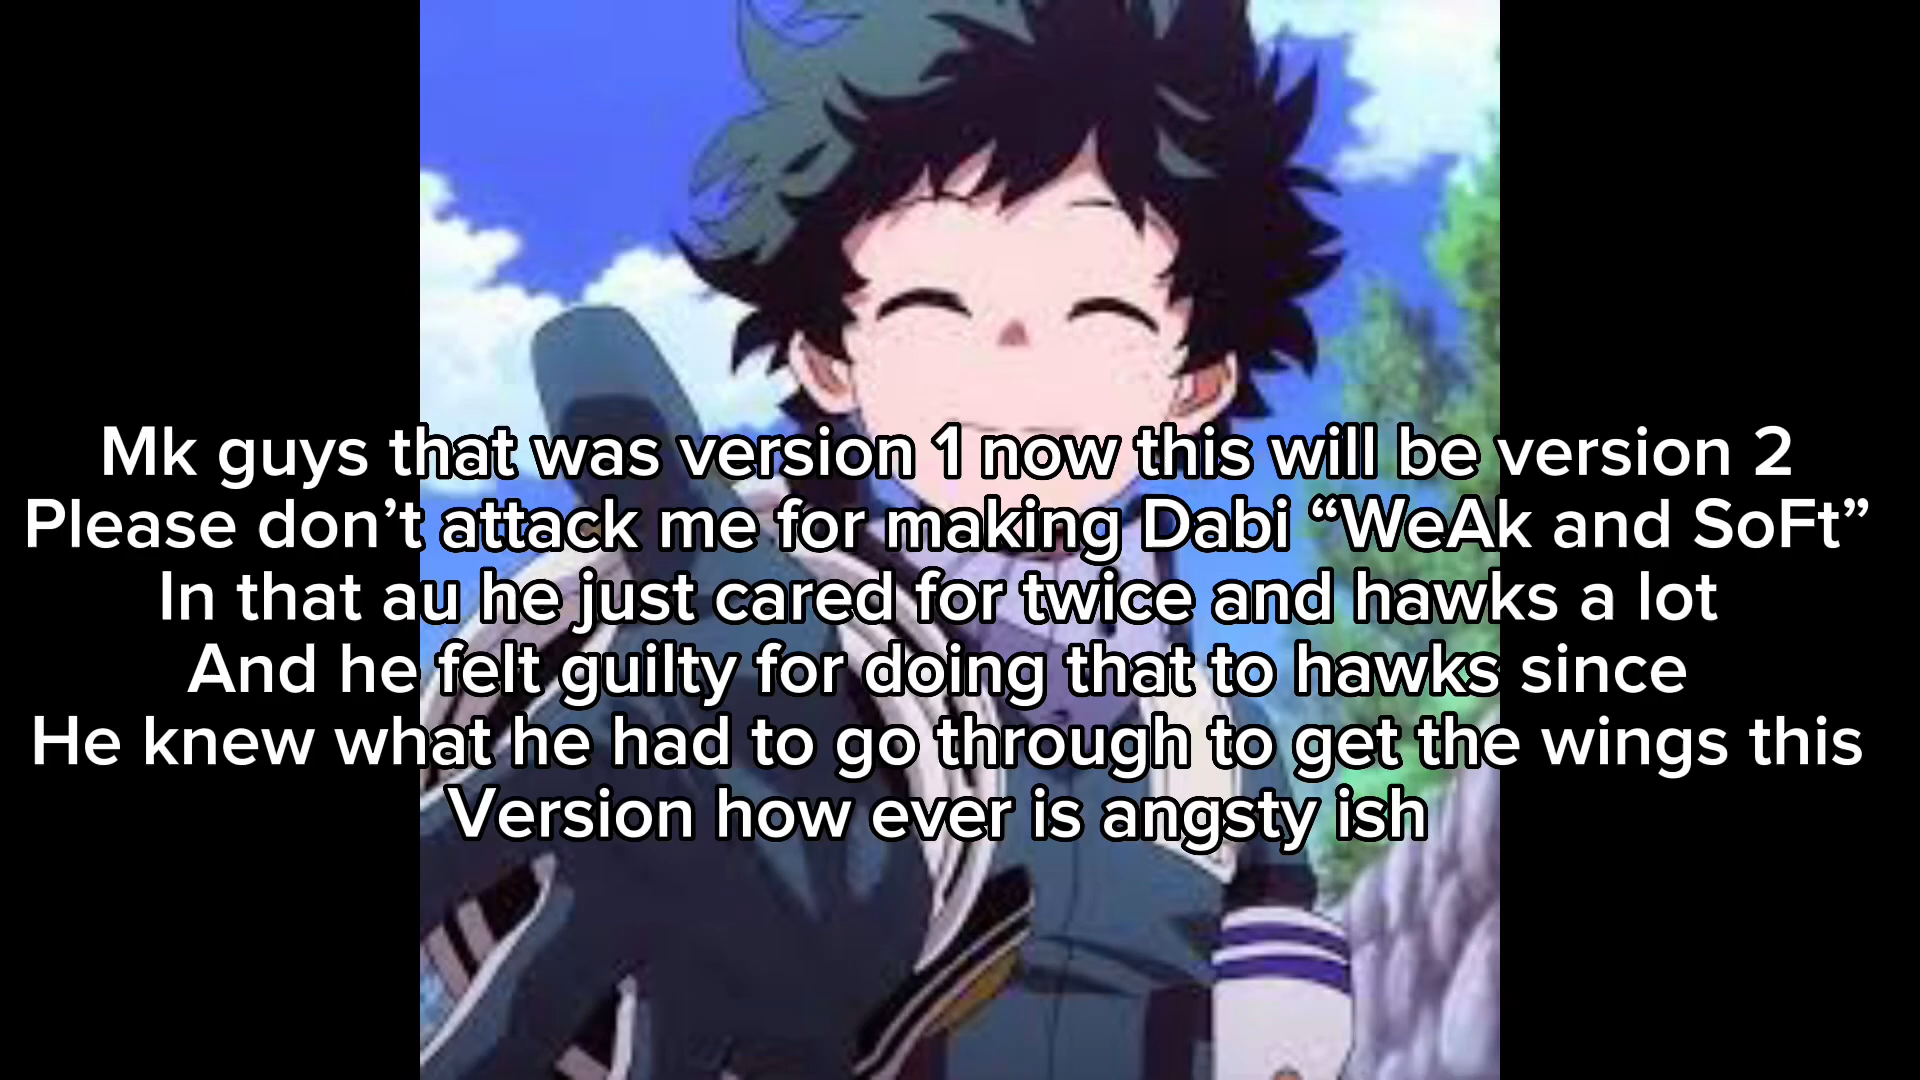 Mk guys that was version 1 now this will be version 2
Please don’t attack me for making Dabi “WeAk and SoFt”
In that au he just cared for twice and hawks a lot
And he felt guilty for doing that to hawks since
He knew what he had to go through to get the wings this
Version how ever is angsty ish